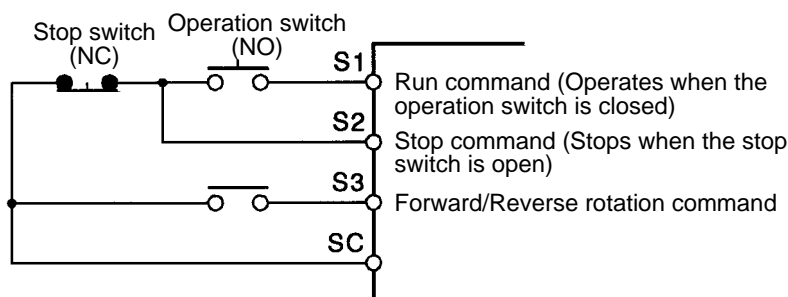 Stop switch
(NC)
Operation switch
(NO)
S1
Run command (Operates when the
operation switch is closed)
S2
Stop command (Stops when the stop
switch is open)
S3
Forward/Reverse rotation command
SC